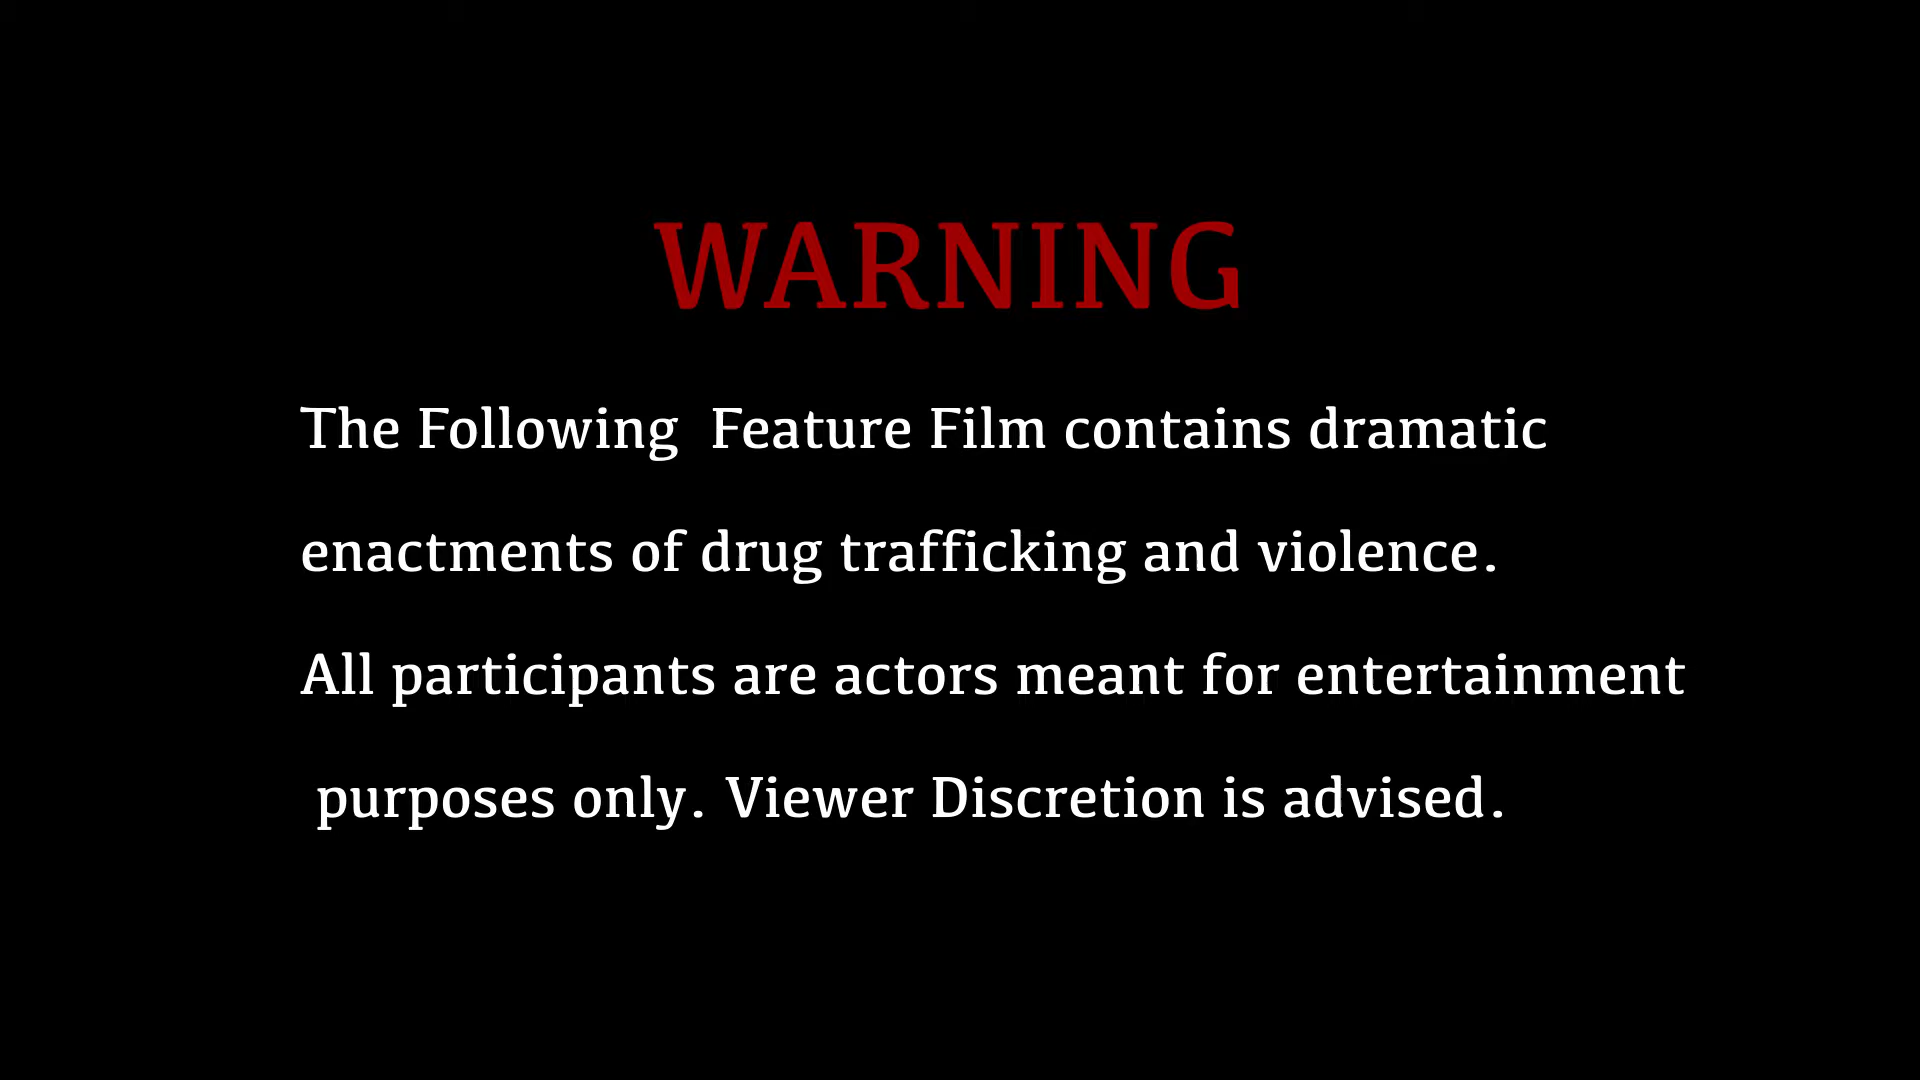 WARNING
The Following  Feature Film contains dramatic
enactments of drug trafficking and violence.
All participants are actors meant for entertainment
purposes only. Viewer Discretion is advised.